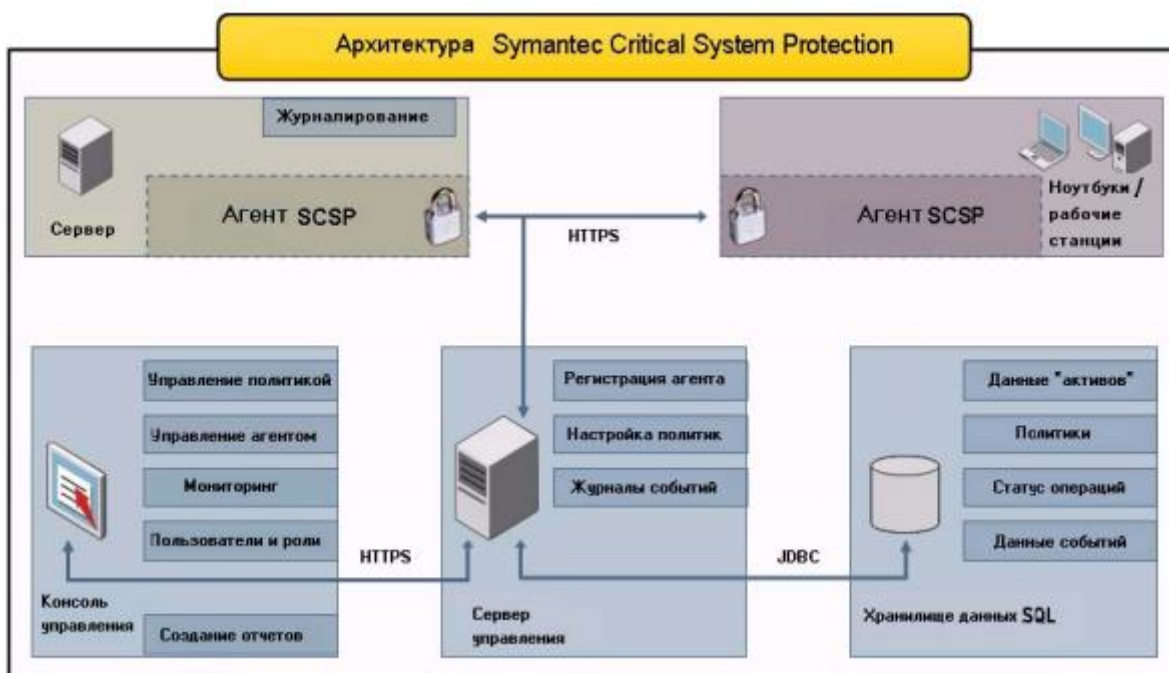 Архитектура Symantec Critical System Protection
Журналирование
Сервер
Агент SCSP
HTTPS
Агент SCSP
Ноутбуки /
рабочие
станции
Управление политикой
Управление агентом
Мониторинг
Пользователи и роли
Консоль
управления
Создание отчетов
HTTPS
Регистрация агента
Настройка политик
Журналы событий
Сервер
управления
JDBC
Данные "активов"
Политики
Статус операций
Данные событий
Хранилище данных SQL